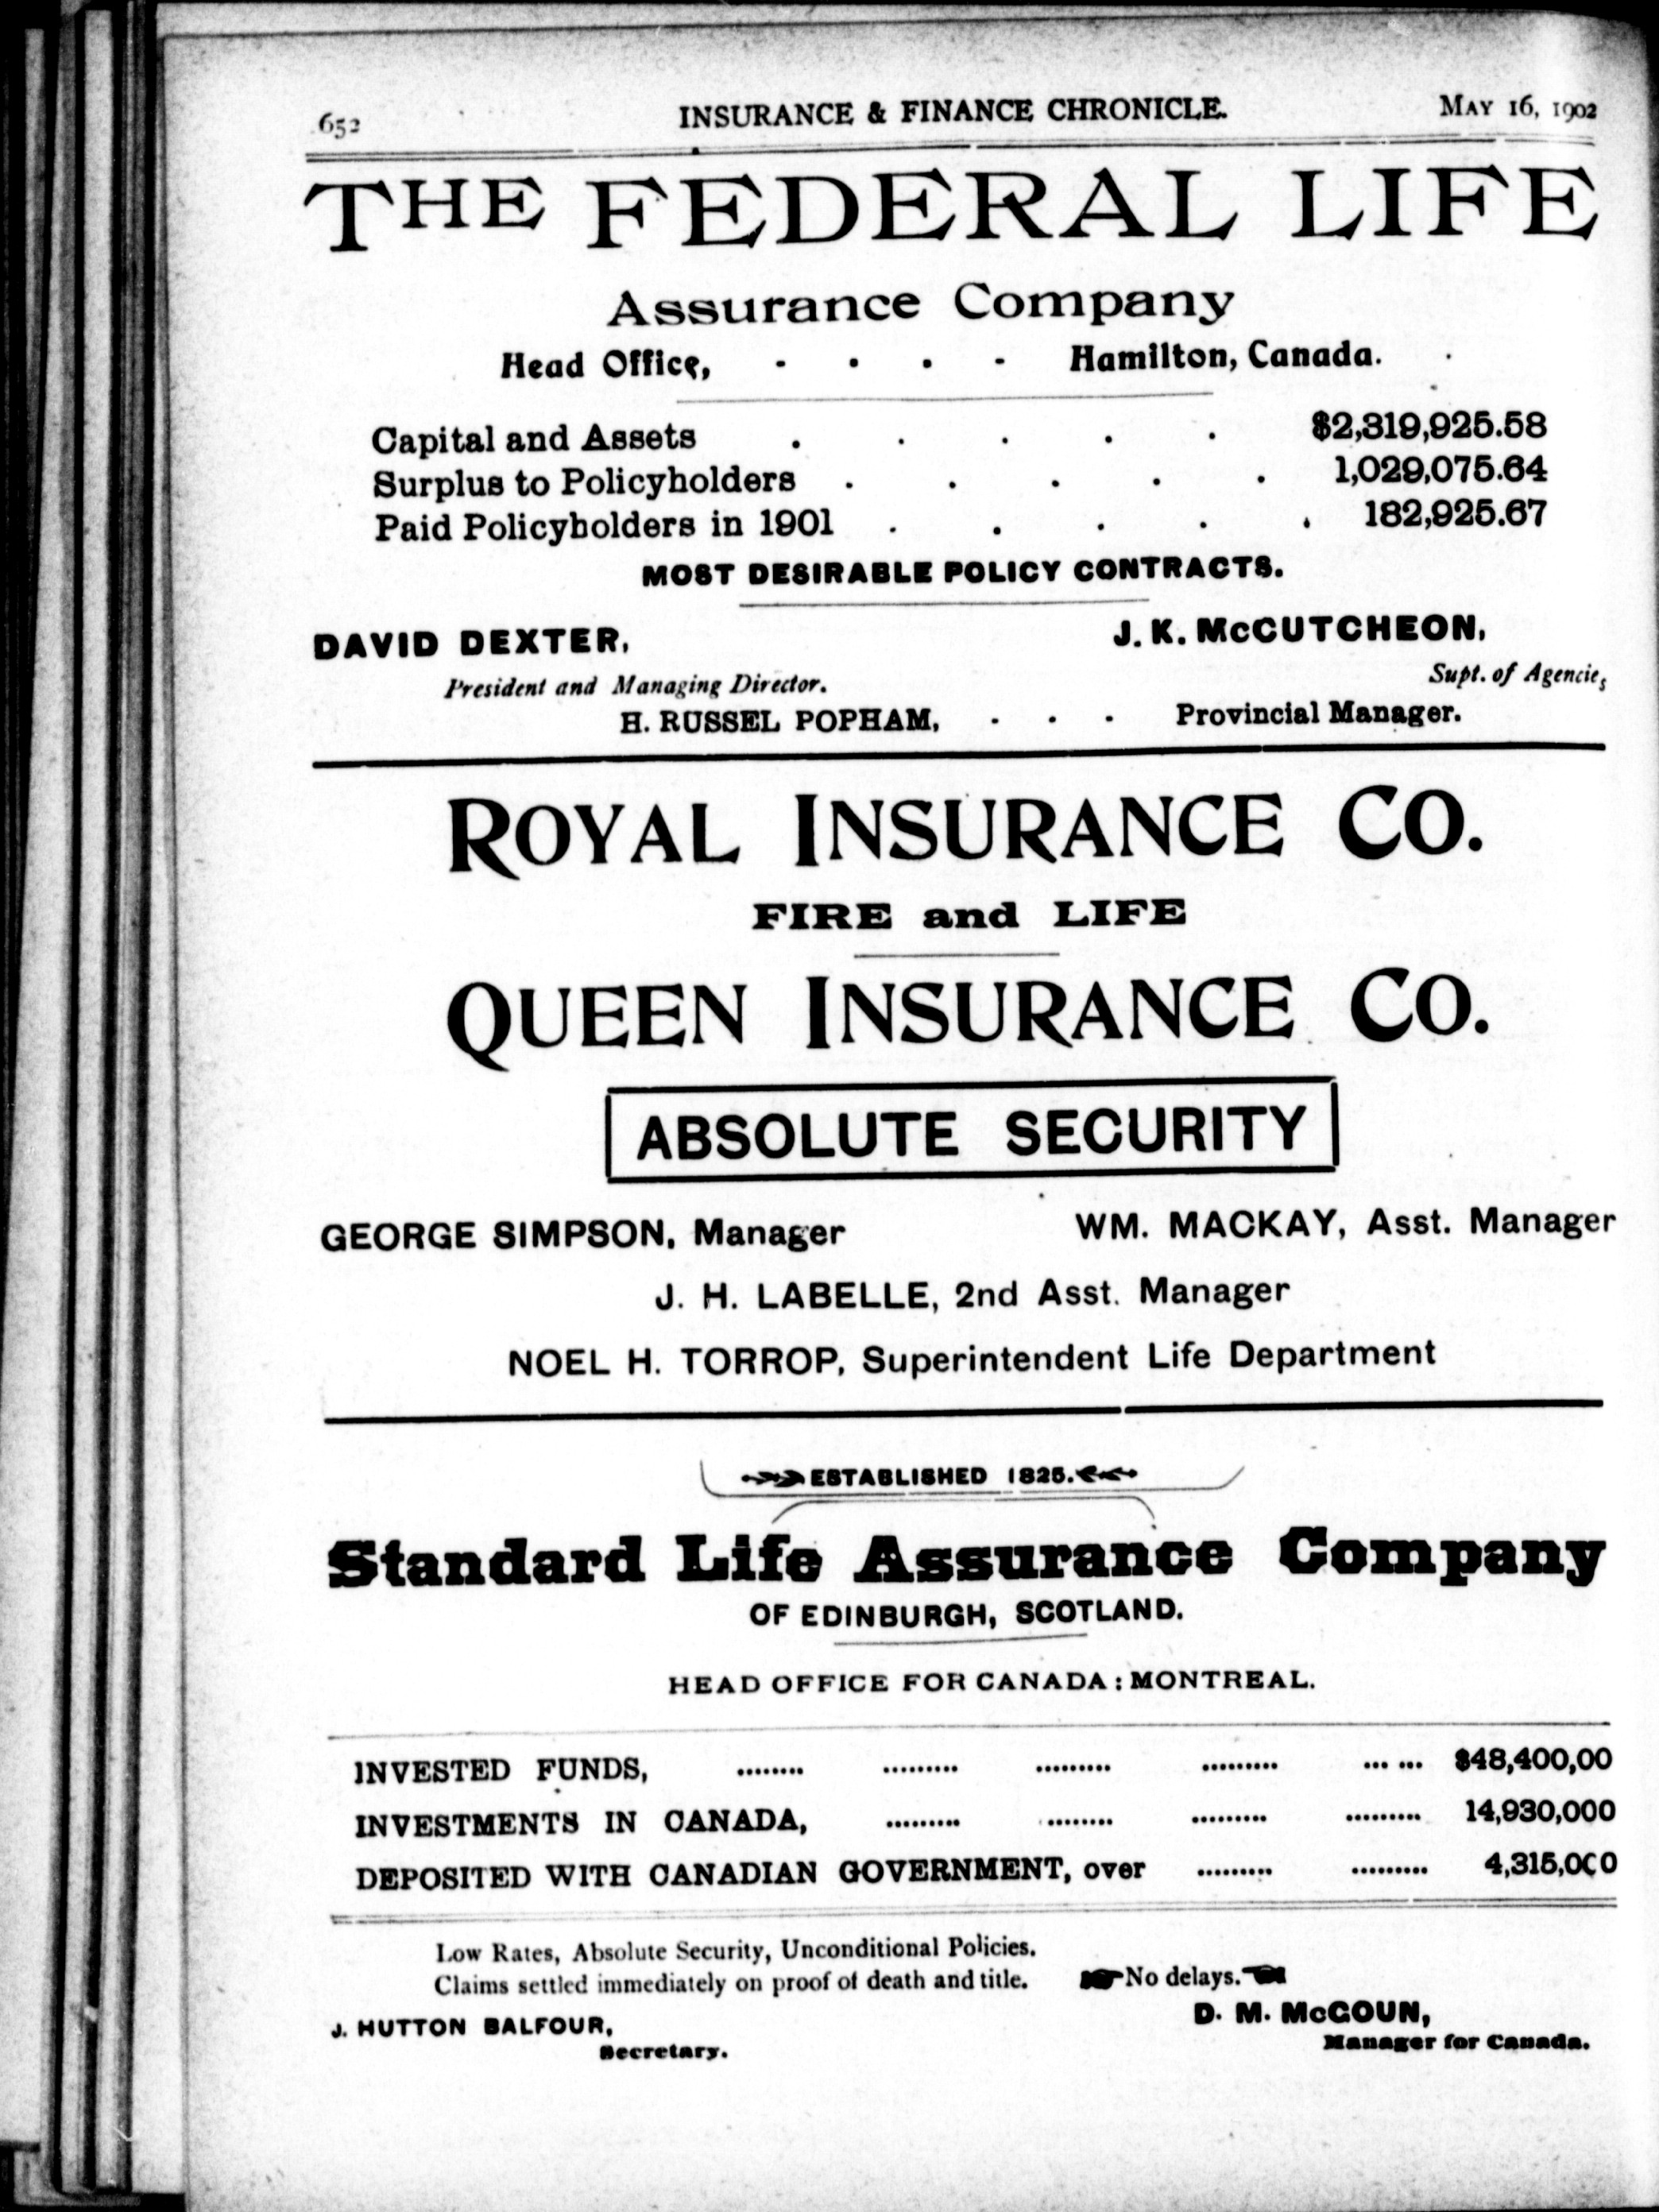 652 INSURANCE & FINANCE CHRONICLE. MAY 16, 1902
THE FEDERAL LIFE
Assurance Company
Head Office, - . . - Hamilton, Canada.
Capital and Assets . . . . . $2,319,925.58
Surplus to Policyholders . . . . . 1,029,075.64
Paid Policyholders in 1901 . . . . . 182,925.67
MOST DESIRABLE POLICY CONTRACTS.
DAVID DEXTER, J. K. McCUTCHEON,
President and Managing Director. Supt. of Agencies
H. RUSSEL POPHAM, - - - Provincial Manager.
ROYAL INSURANCE CO.
FIRE and LIFE
QUEEN INSURANCE CO.
ABSOLUTE SECURITY
GEORGE SIMPSON, Manager WM. MACKAY, Asst. Manager
J. H. LABELLE, 2nd Asst. Manager
NOEL H. TORROP, Superintendent Life Department
ESTABLISHED 1825.
Standard Life Assurance Company
OF EDINBURGH, SCOTLAND.
HEAD OFFICE FOR CANADA: MONTREAL.
INVESTED FUNDS, ........ ......... ......... ......... ... ... $48,400,00
INVESTMENTS IN CANADA, ......... ........ ......... ......... 14,930,000
DEPOSITED WITH CANADIAN GOVERNMENT, over ......... ......... 4,315,000
Low Rates, Absolute Security, Unconditional Policies.
Claims settled immediately on proof of death and title. No delays.
J. HUTTON BALFOUR, D. M. McGOUN,
Secretary. Manager for Canada.